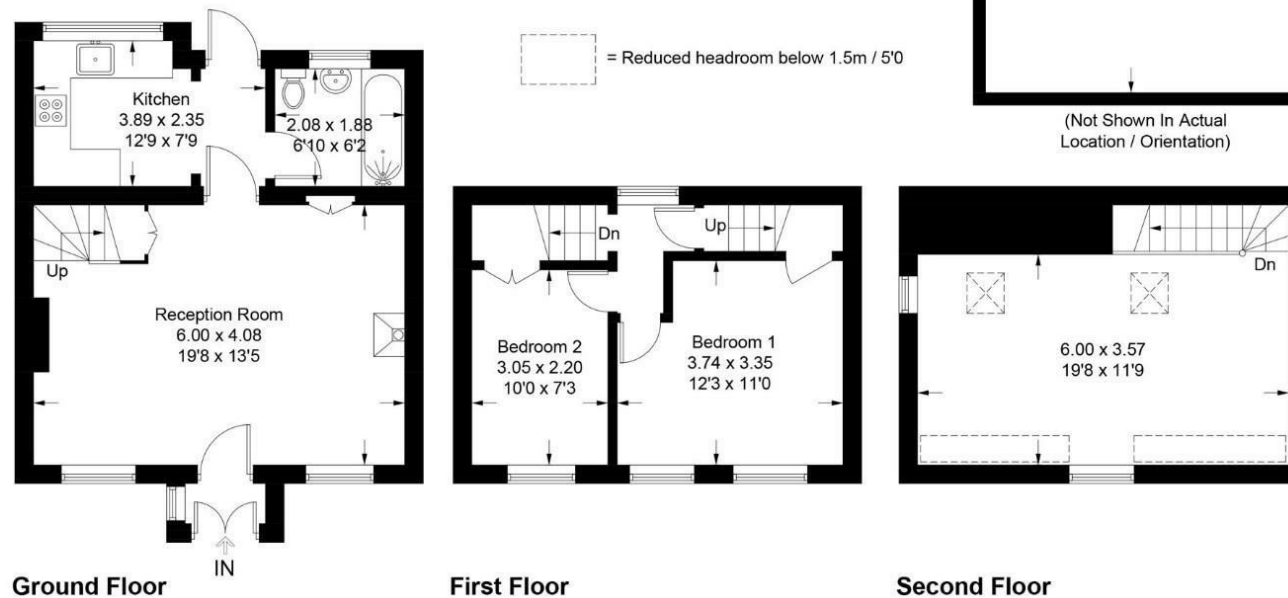 = Reduced headroom below 1.5m / 5'0
(Not Shown In Actual
Location / Orientation)
Kitchen
3.89 x 2.35
12'9 x 7'9
2.08 x 1.88
6'10 x 6'2
Up
Reception Room
6.00 x 4.08
19'8 x 13'5
IN
Ground Floor
Dn
Up
Bedroom 2
3.05 x 2.20
10'0 x 7'3
Bedroom 1
3.74 x 3.35
12'3 x 11'0
First Floor
Dn
6.00 x 3.57
19'8 x 11'9
Second Floor